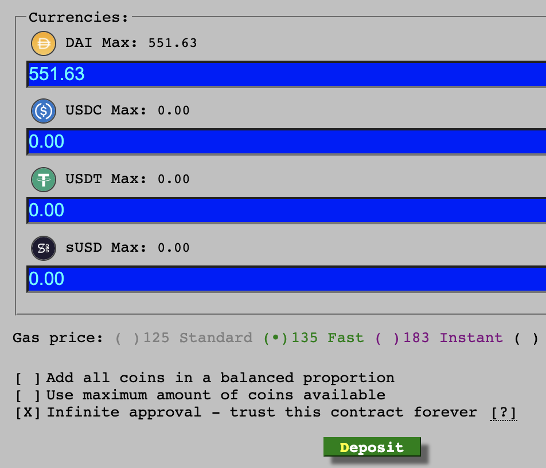 Currencies:
DAI Max: 551.63
551.63
USDC Max: 0.00
0.00
USDT Max: 0.00
0.00
sUSD Max: 0.00
0.00
Gas price: ( )125 Standard (•)135 Fast ( )183 Instant ( )
[ ] Add all coins in a balanced proportion
[ ] Use maximum amount of coins available
[X] Infinite approval - trust this contract forever [?]
Deposit